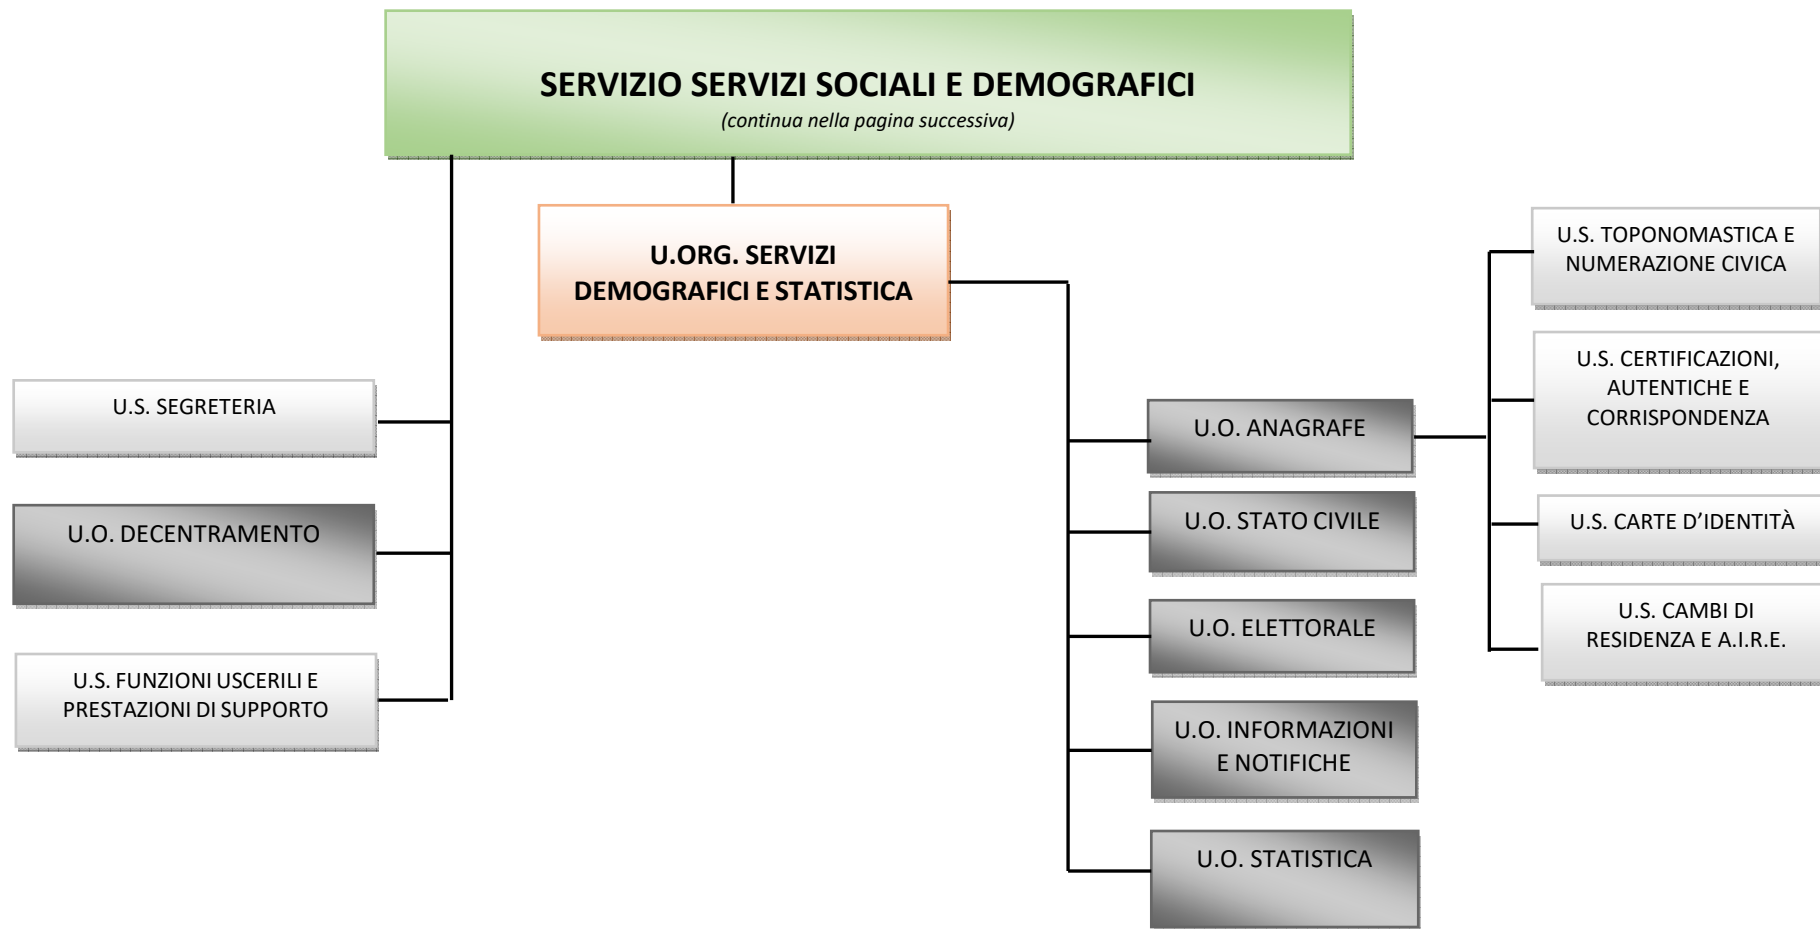 SERVIZIO SERVIZI SOCIALI E DEMOGRAFICI
(continua nella pagina successiva)
U.ORG. SERVIZI
DEMOGRAFICI E STATISTICA
U.S. SEGRETERIA
U.O. DECENTRAMENTO
U.S. FUNZIONI USCERILI E
PRESTAZIONI DI SUPPORTO
U.O. ANAGRAFE
U.O. STATO CIVILE
U.O. ELETTORALE
U.O. INFORMAZIONI
E NOTIFICHE
U.O. STATISTICA
U.S. TOPONOMASTICA E
NUMERAZIONE CIVICA
U.S. CERTIFICAZIONI,
AUTENTICHE E
CORRISPONDENZA
U.S. CARTE D’IDENTITÀ
U.S. CAMBI DI
RESIDENZA E A.I.R.E.